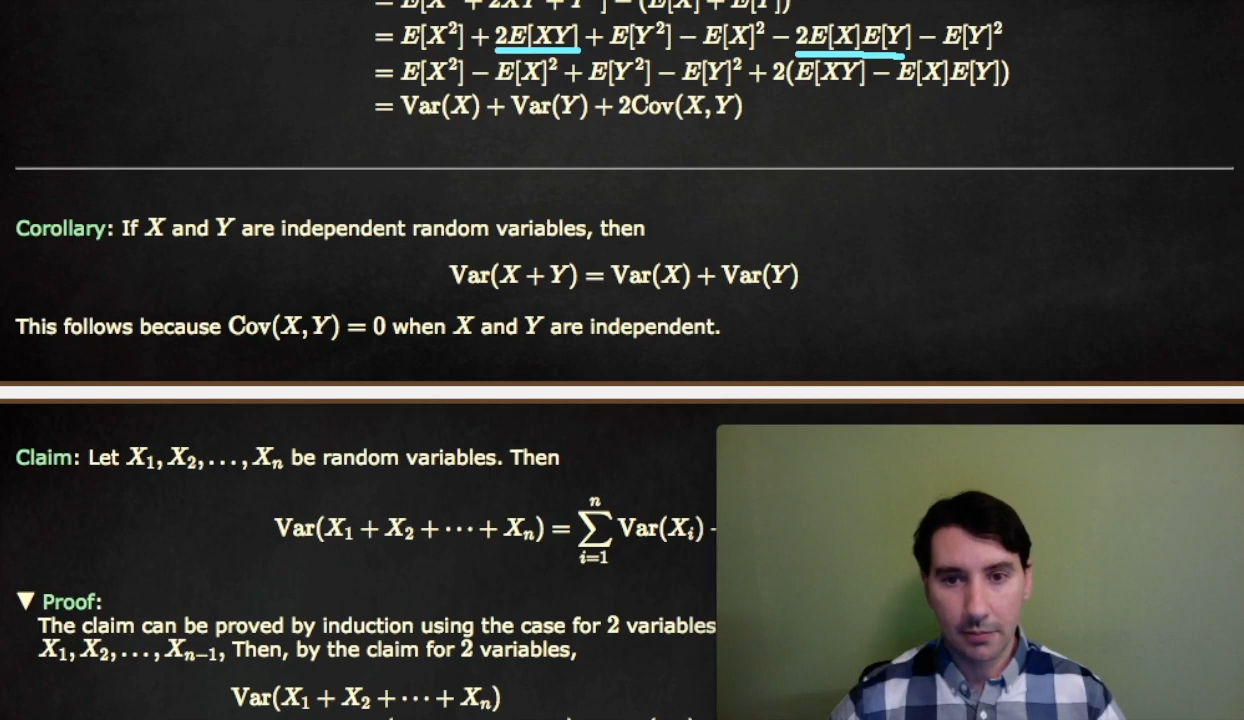 = E[X² + 2XY + Y²] − (E[X] + E[Y])²
= E[X²] + 2E[XY] + E[Y²] − E[X]² − 2E[X]E[Y] − E[Y]²
= E[X²] − E[X]² + E[Y²] − E[Y]² + 2(E[XY] − E[X]E[Y])
= Var(X) + Var(Y) + 2Cov(X, Y)
Corollary: If X and Y are independent random variables, then
Var(X + Y) = Var(X) + Var(Y)
This follows because Cov(X, Y) = 0 when X and Y are independent.
Claim: Let X₁, X₂, …, Xₙ be random variables. Then
Var(X₁ + X₂ + ⋯ + Xₙ) = ∑ᵢ₌₁ⁿ Var(Xᵢ)
▼ Proof:
The claim can be proved by induction using the case for 2 variables
X₁, X₂, …, Xₙ₋₁, Then, by the claim for 2 variables,
Var(X₁ + X₂ + ⋯ + Xₙ)